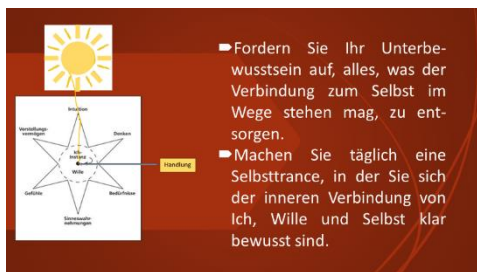 Intuition
Vorstellungs-
vermögen
Denken
Ich-
Wille
Handlung
Gefühle
Bedürfnisse
Sinneswahr-
nehmungen
Fordern Sie Ihr Unterbe-
wusstsein auf, alles, was der
Verbindung zum Selbst im
Wege stehen mag, zu ent-
sorgen.
Machen Sie täglich eine
Selbsttrance, in der Sie sich
der inneren Verbindung von
Ich, Wille und Selbst klar
bewusst sind.